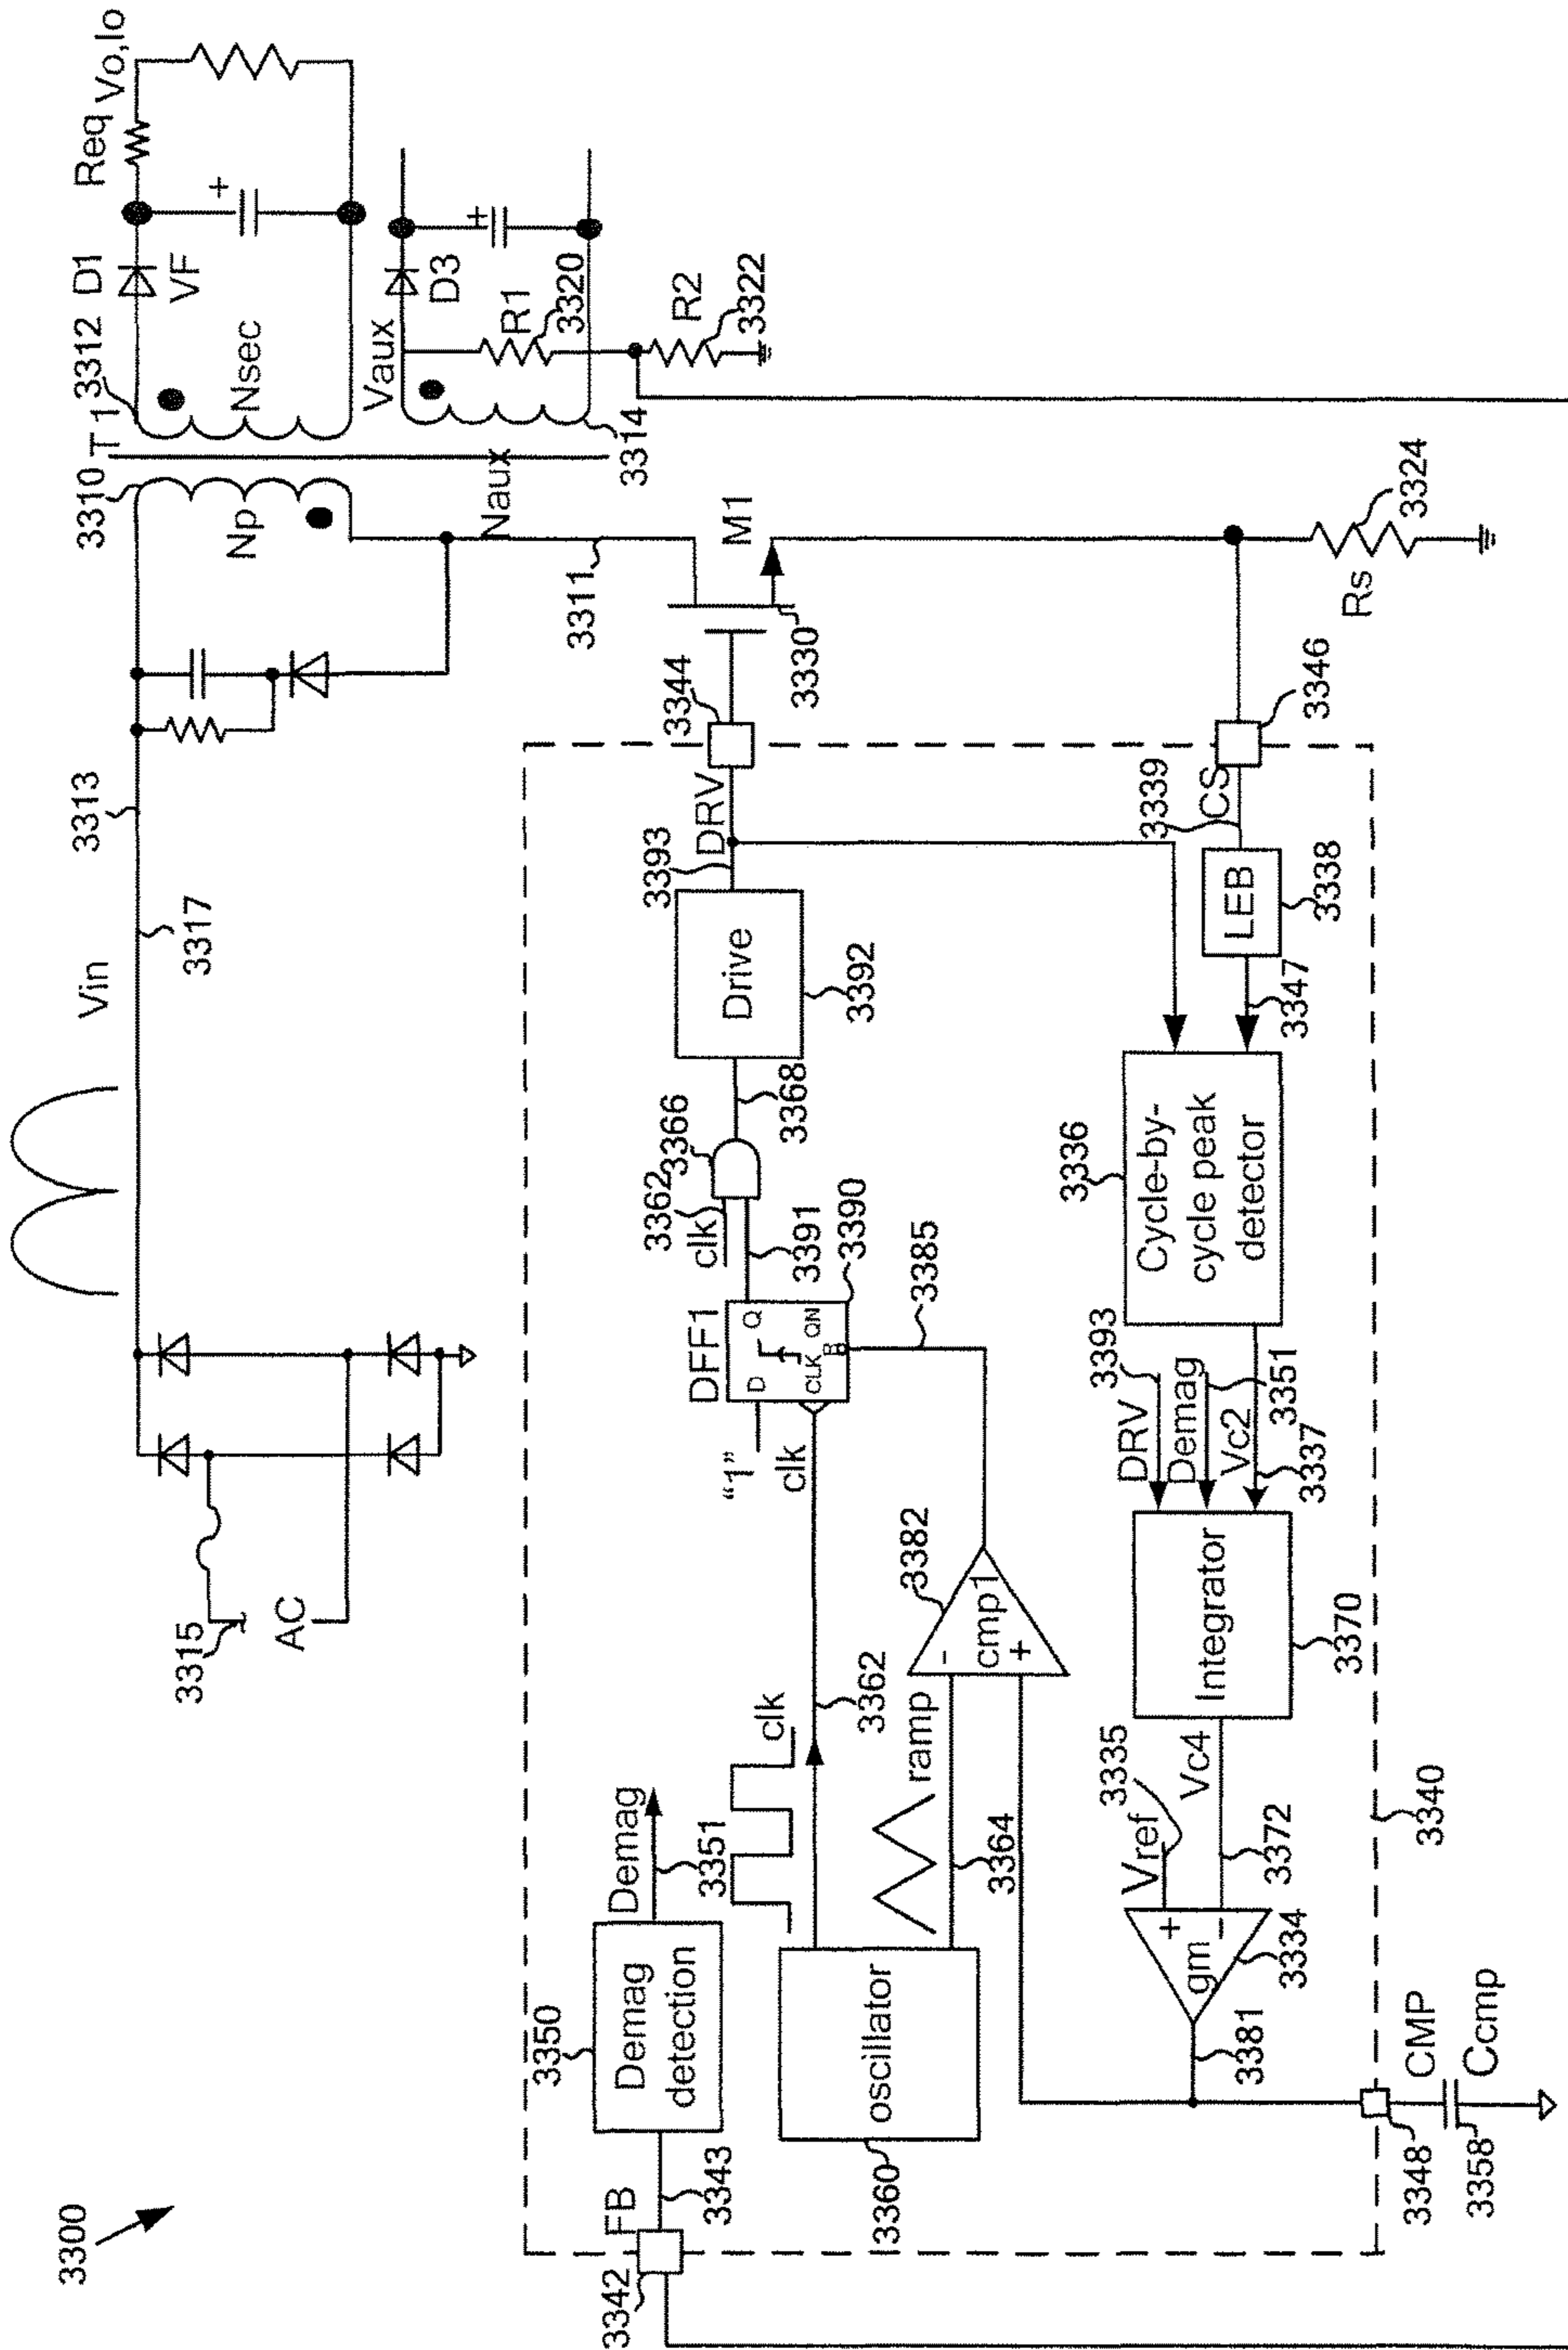 3300
3315
AC
Vin
3317
3313
3310
T1
3312
D1
VF
Req
Vo,Io
Np
Nsec
Naux
Vaux
3314
D3
R1
3320
R2
3322
3311
M1
3330
3324
Rs
3342
FB
3343
3350
Demag
detection
Demag
3351
clk
3362
oscillator
3360
ramp
3364
cmp1
-
+
3382
3385
DFF1
"1"
clk
D
Q
CLK
QN
3390
3391
clk
3362
3366
3368
Drive
3392
3393
DRV
3344
3346
CS
3339
LEB
3338
3347
Cycle-by-
cycle peak
detector
3336
DRV
3393
Demag
3351
Vc2
3337
Integrator
3370
Vc4
3372
Vref
3335
gm
+
-
3334
3381
3340
3348
CMP
3358
Ccmp
+
±